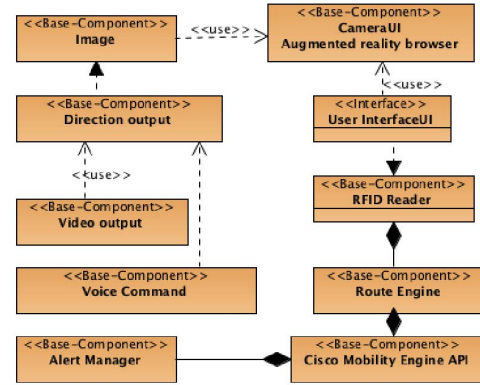 <<Base-Component>>
Image
<<use>>
<<Base-Component>>
CameraUI
Augmented reality browser
<<use>>
<<Base-Component>>
Direction output
<<Interface>>
User InterfaceUI
<<use>>
<<Base-Component>>
Video output
<<Base-Component>>
RFID Reader
<<Base-Component>>
Voice Command
<<Base-Component>>
Route Engine
<<Base-Component>>
Alert Manager
<<Base-Component>>
Cisco Mobility Engine API